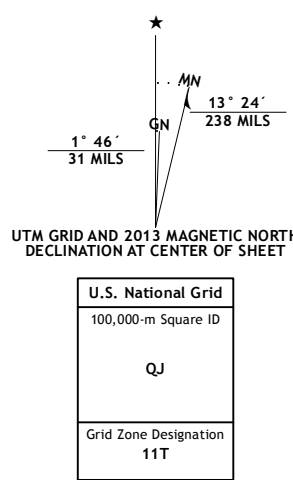 ★
MN
GN
13° 24´
238 MILS
1° 46´
31 MILS
UTM GRID AND 2013 MAGNETIC NORTH
DECLINATION AT CENTER OF SHEET
U.S. National Grid
100,000-m Square ID
QJ
Grid Zone Designation
11T